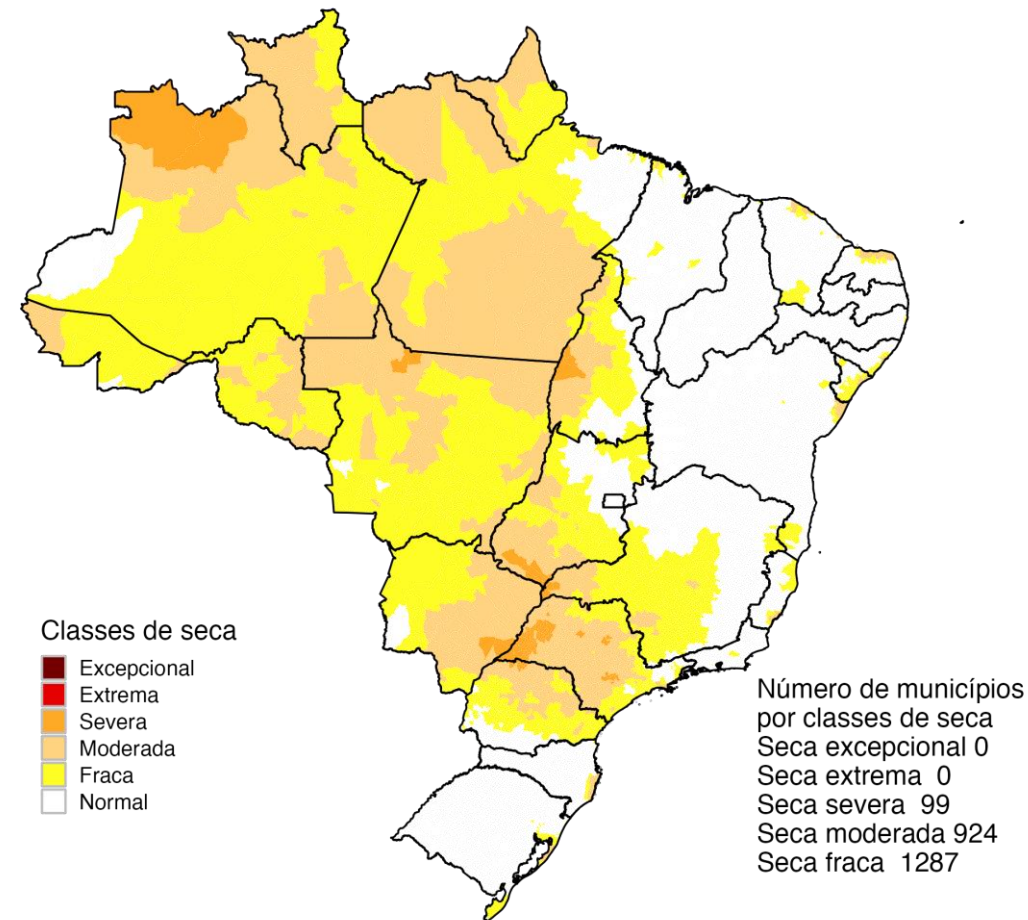 Classes de seca
Excepcional
Extrema
Severa
Moderada
Fraca
Normal
Número de municípios
por classes de seca
Seca excepcional 0
Seca extrema 0
Seca severa 99
Seca moderada 924
Seca fraca 1287